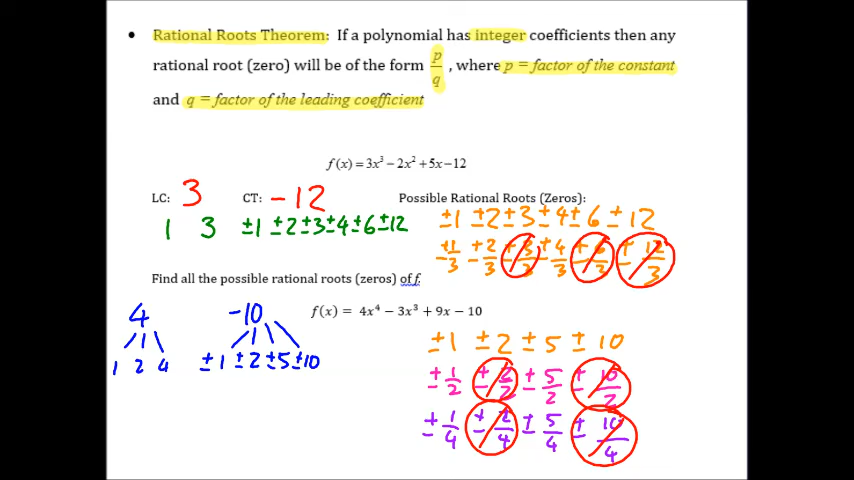 • Rational Roots Theorem: If a polynomial has integer coefficients then any
rational root (zero) will be of the form p/q , where p = factor of the constant
and q = factor of the leading coefficient
f(x) = 3x³ − 2x² + 5x − 12
LC: 3 CT: −12 Possible Rational Roots (Zeros):
1 3 ±1 ±2 ±3 ±4 ±6 ±12 ±1 ±2 ±3 ±4 ±6 ±12
±1/3 ±2/3 ±3/3 ±4/3 ±6/3 ±12/3
Find all the possible rational roots (zeros) of f.
4 −10 f(x) = 4x⁴ − 3x³ + 9x − 10
±1 ±2 ±5 ±10
1 2 4 ±1 ±2 ±5 ±10
±1/2 ±2/2 ±5/2 ±10/2
±1/4 ±2/4 ±5/4 ±10/4